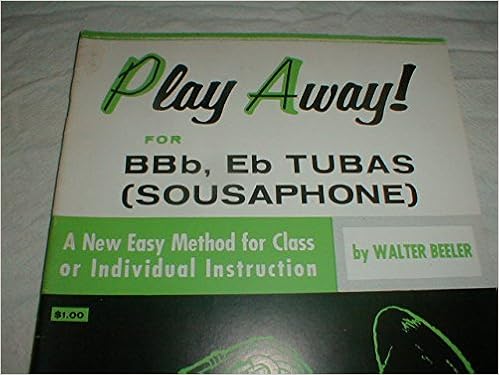 Play Away!
FOR
BBb, Eb TUBAS
(SOUSAPHONE)
A New Easy Method for Class
or Individual Instruction
by WALTER BEELER
$1.00